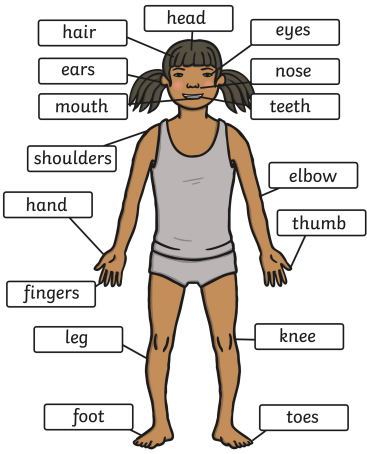 head
hair
eyes
ears
nose
mouth
teeth
shoulders
elbow
hand
thumb
fingers
leg
knee
foot
toes